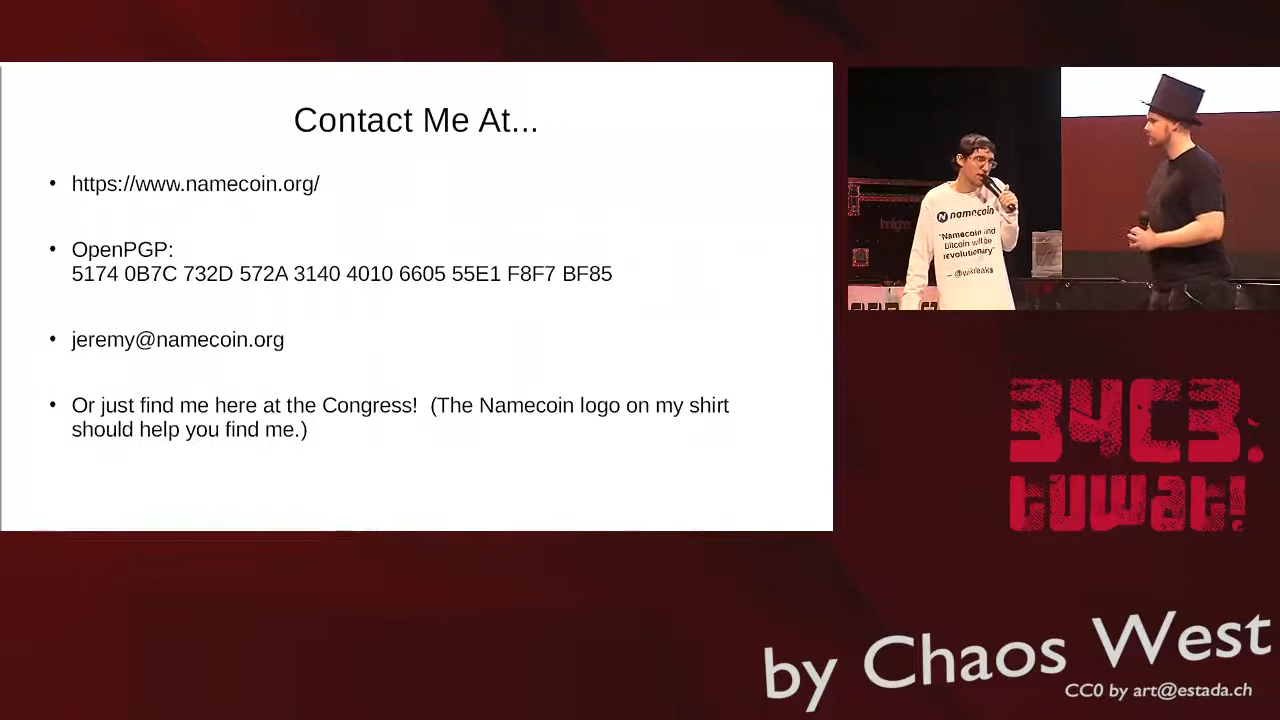 Contact Me At...
• https://www.namecoin.org/
• OpenPGP:
5174 0B7C 732D 572A 3140 4010 6605 55E1 F8F7 BF85
• jeremy@namecoin.org
• Or just find me here at the Congress!  (The Namecoin logo on my shirt
should help you find me.)
namecoin
"Namecoin and
Bitcoin will be
revolutionary"
– @wikileaks
34C3:
tuwat!
by Chaos West
CC0 by art@estada.ch